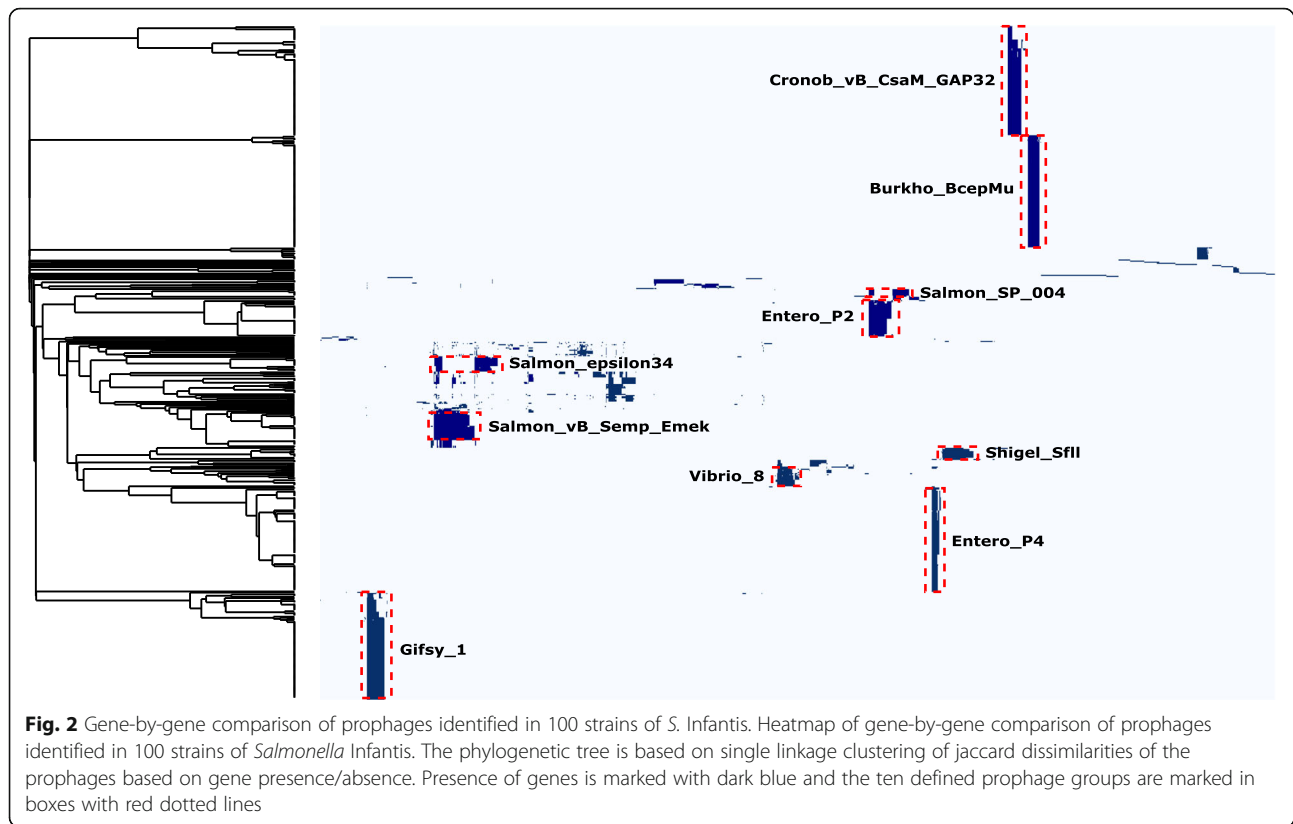 Cronob_vB_CsaM_GAP32
Burkho_BcepMu
Salmon_SP_004
Entero_P2
Salmon_epsilon34
Salmon_vB_Semp_Emek
Shigel_SfII
Vibrio_8
Entero_P4
Gifsy_1
Fig. 2 Gene-by-gene comparison of prophages identified in 100 strains of S. Infantis. Heatmap of gene-by-gene comparison of prophages
identified in 100 strains of Salmonella Infantis. The phylogenetic tree is based on single linkage clustering of jaccard dissimilarities of the
prophages based on gene presence/absence. Presence of genes is marked with dark blue and the ten defined prophage groups are marked in
boxes with red dotted lines